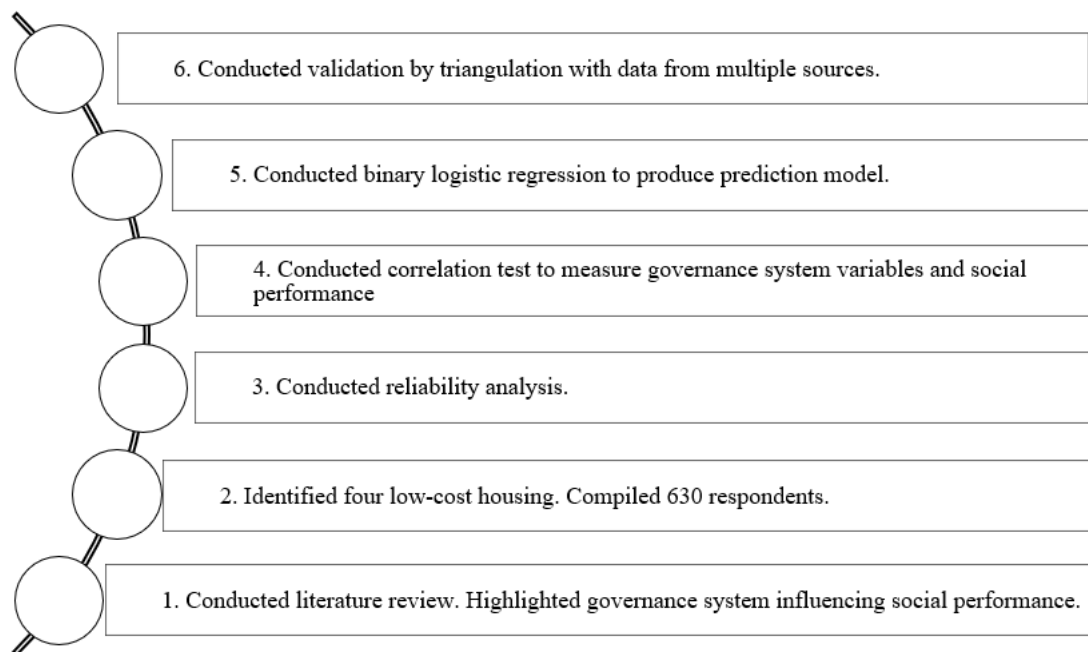 6. Conducted validation by triangulation with data from multiple sources.
5. Conducted binary logistic regression to produce prediction model.
4. Conducted correlation test to measure governance system variables and social
performance
3. Conducted reliability analysis.
2. Identified four low-cost housing. Compiled 630 respondents.
1. Conducted literature review. Highlighted governance system influencing social performance.